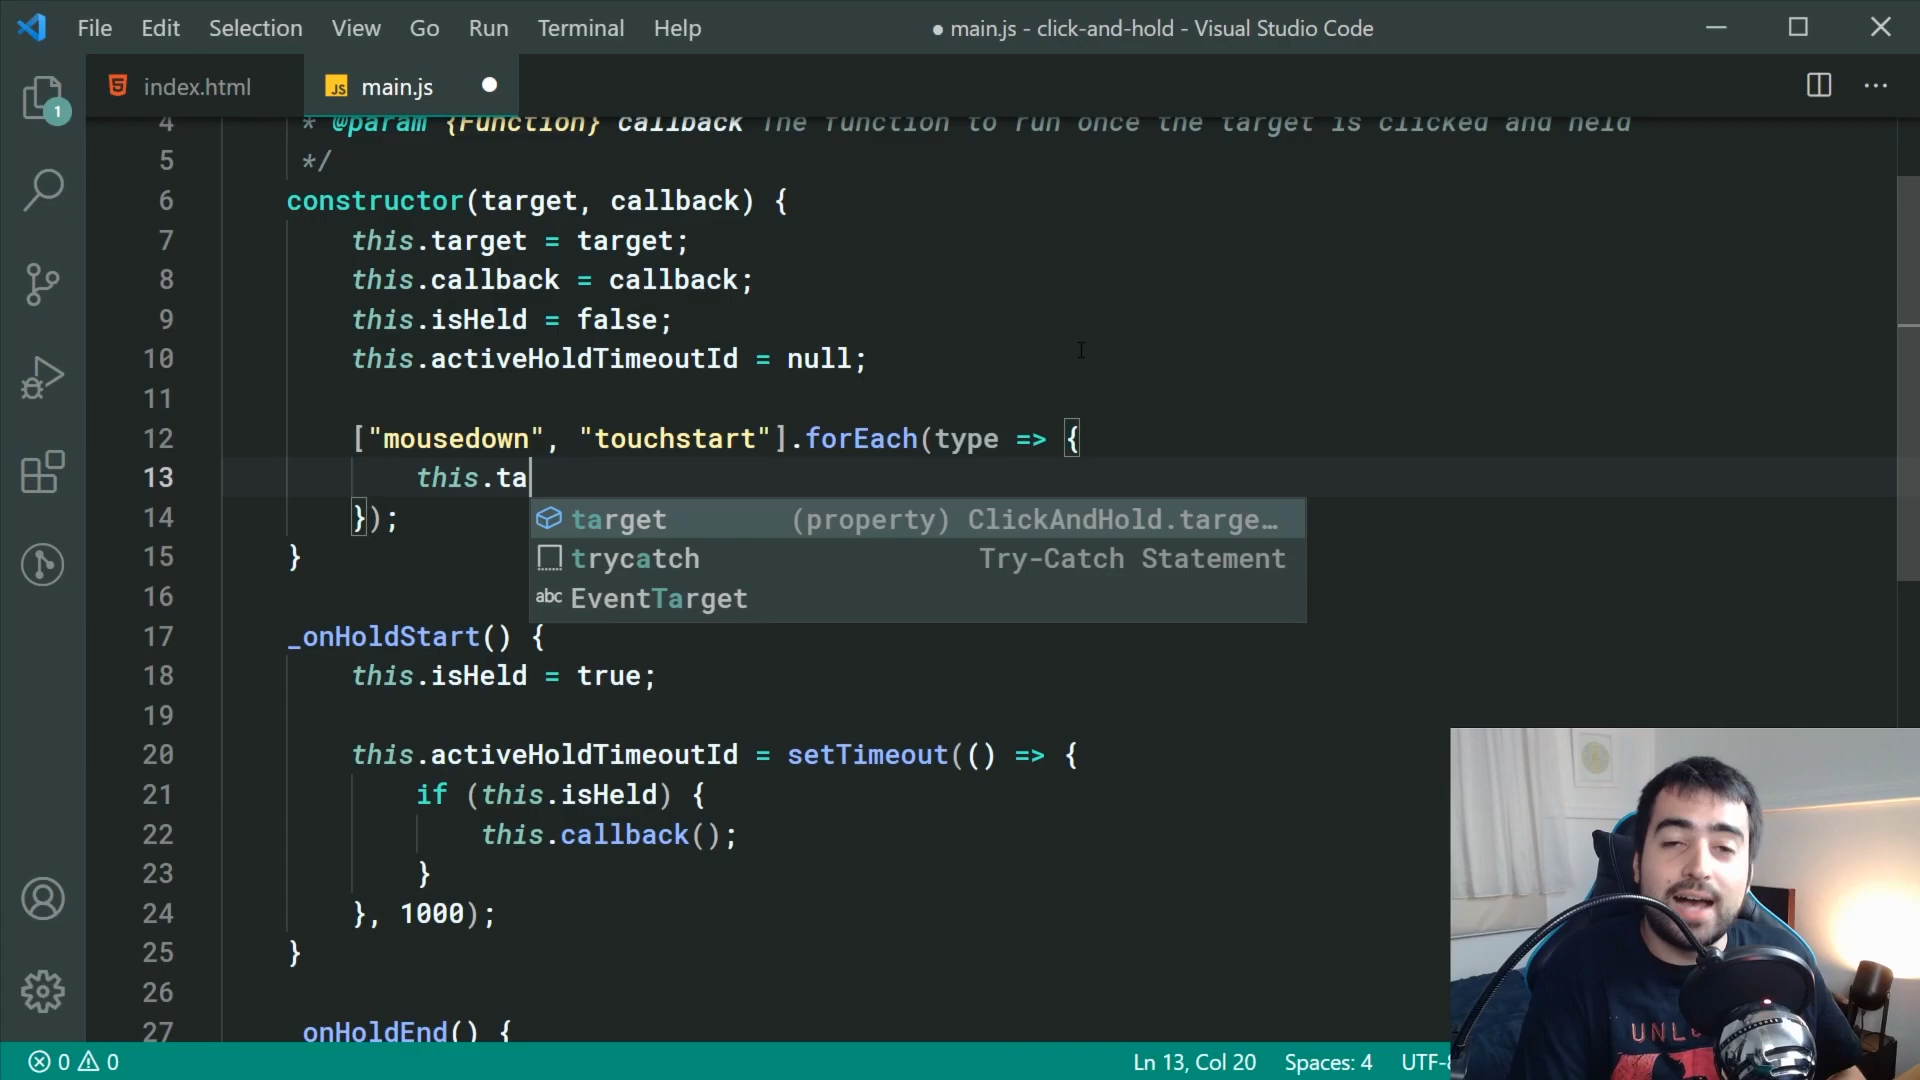 File Edit Selection View Go Run Terminal Help ● main.js - click-and-hold - Visual Studio Code
index.html JS main.js
1
4 * @param {Function} callback The function to run once the target is clicked and held
5 */
6 constructor(target, callback) {
7 this.target = target;
8 this.callback = callback;
9 this.isHeld = false;
10 this.activeHoldTimeoutId = null;
11
12 ["mousedown", "touchstart"].forEach(type => {
13 this.ta
14 });
target (property) ClickAndHold.targe…
15 }
trycatch Try-Catch Statement
16
abc EventTarget
17 _onHoldStart() {
18 this.isHeld = true;
19
20 this.activeHoldTimeoutId = setTimeout(() => {
21 if (this.isHeld) {
22 this.callback();
23 }
24 }, 1000);
25 }
26
27 _onHoldEnd() {
UNL
0 0 Ln 13, Col 20 Spaces: 4 UTF-8